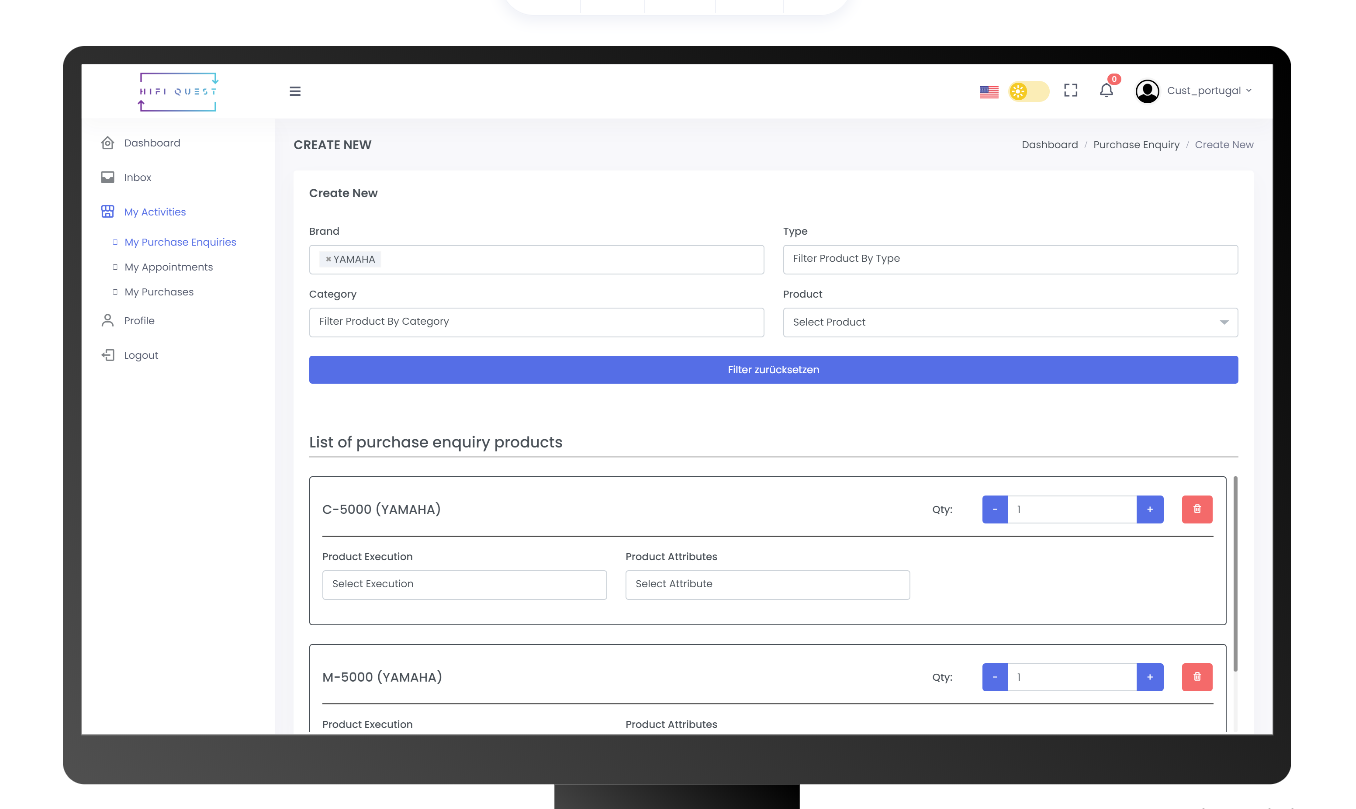 HIFI QUEST
0
Cust_portugal
Dashboard
Inbox
My Activities
My Purchase Enquiries
My Appointments
My Purchases
Profile
Logout
CREATE NEW
Dashboard / Purchase Enquiry / Create New
Create New
Brand
Type
× YAMAHA
Filter Product By Type
Category
Product
Filter Product By Category
Select Product
Filter zurücksetzen
List of purchase enquiry products
C-5000 (YAMAHA)
Qty:
- 1 +
Product Execution
Product Attributes
Select Execution
Select Attribute
M-5000 (YAMAHA)
Qty:
- 1 +
Product Execution
Product Attributes